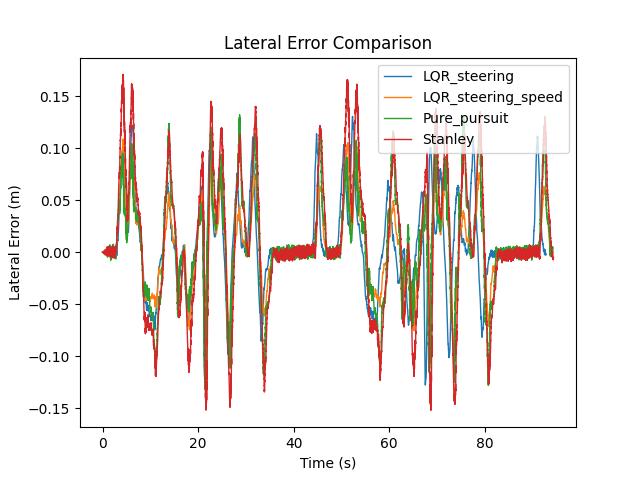 Lateral Error Comparison
LQR_steering
LQR_steering_speed
Pure_pursuit
Stanley
0.15
0.10
0.05
0.00
−0.05
−0.10
−0.15
Lateral Error (m)
0 20 40 60 80
Time (s)